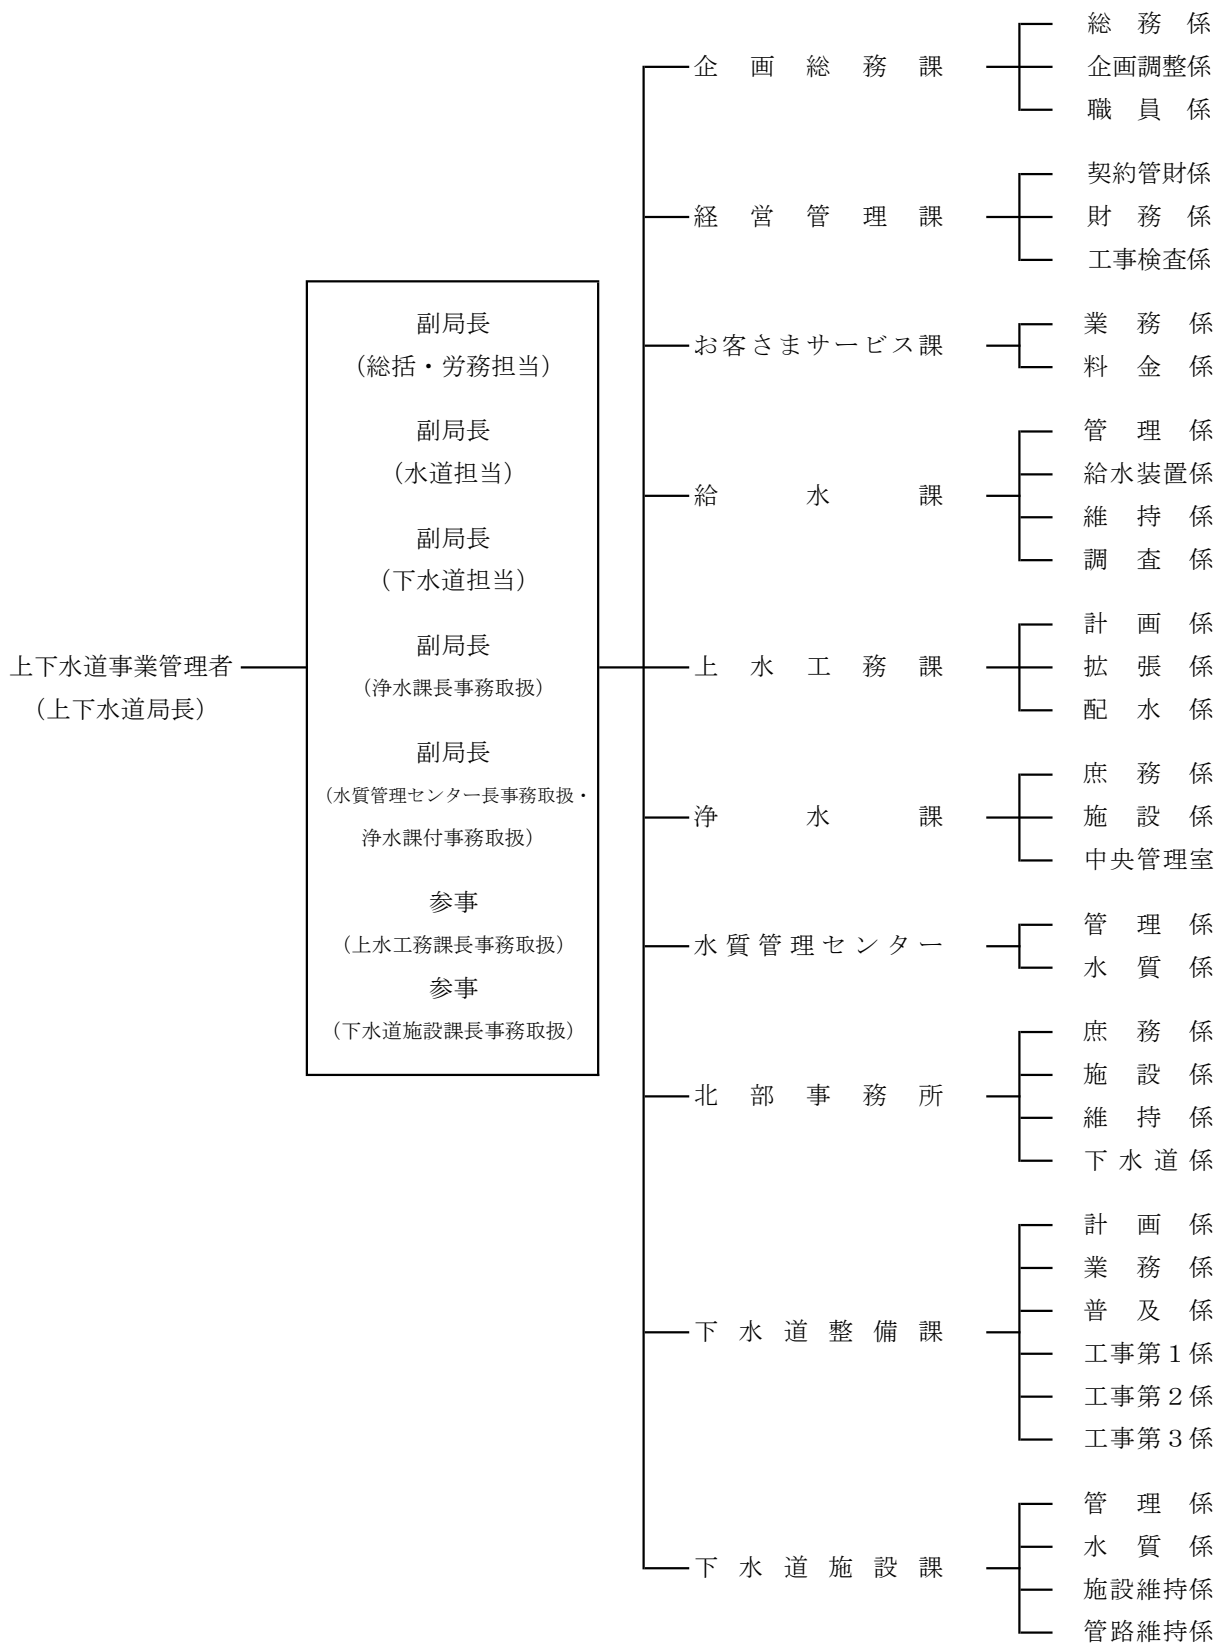 上下水道事業管理者
（上下水道局長）
副局長
（総括・労務担当）
副局長
（水道担当）
副局長
（下水道担当）
副局長
（浄水課長事務取扱）
副局長
（水質管理センター長事務取扱・
浄水課付事務取扱）
参事
（上水工務課長事務取扱）
参事
（下水道施設課長事務取扱）
企画総務課
総務係
企画調整係
職員係
経営管理課
契約管財係
財務係
工事検査係
お客さまサービス課
業務係
料金係
給水課
管理係
給水装置係
維持係
調査係
上水工務課
計画係
拡張係
配水係
浄水課
庶務係
施設係
中央管理室
水質管理センター
管理係
水質係
北部事務所
庶務係
施設係
維持係
下水道係
下水道整備課
計画係
業務係
普及係
工事第１係
工事第２係
工事第３係
下水道施設課
管理係
水質係
施設維持係
管路維持係